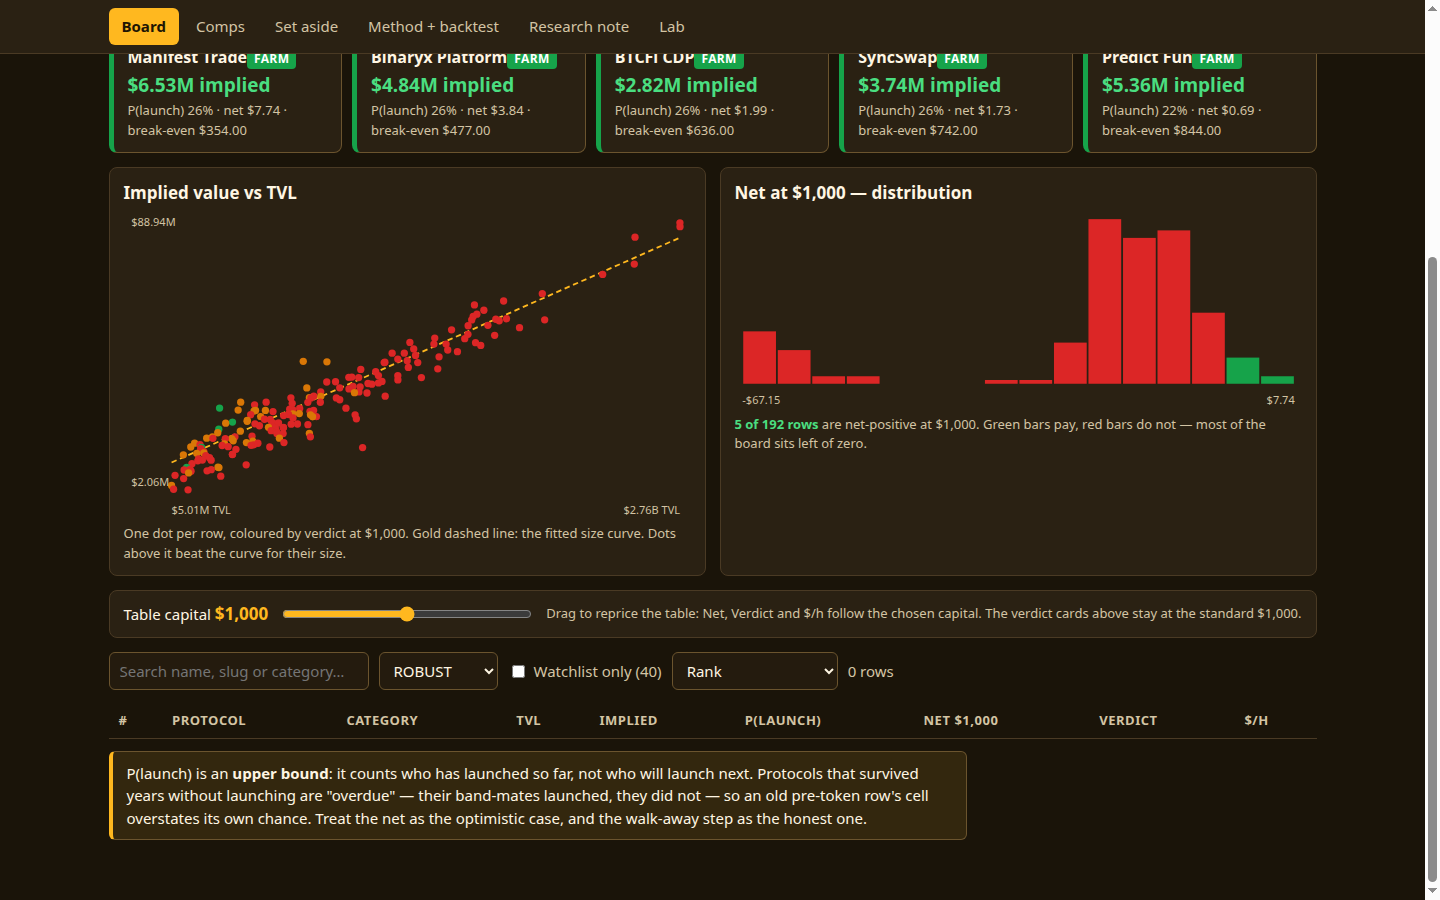 Board Comps Set aside Method + backtest Research note Lab
Manifest Trade FARM
$6.53M implied
P(launch) 26% · net $7.74 ·
break-even $354.00
Binaryx Platform FARM
$4.84M implied
P(launch) 26% · net $3.84 ·
break-even $477.00
BTCFi CDP FARM
$2.82M implied
P(launch) 26% · net $1.99 ·
break-even $636.00
SyncSwap FARM
$3.74M implied
P(launch) 26% · net $1.73 ·
break-even $742.00
Predict Fun FARM
$5.36M implied
P(launch) 22% · net $0.69 ·
break-even $844.00
Implied value vs TVL
$88.94M
$2.06M
$5.01M TVL
$2.76B TVL
One dot per row, coloured by verdict at $1,000. Gold dashed line: the fitted size curve. Dots
above it beat the curve for their size.
Net at $1,000 — distribution
-$67.15
$7.74
5 of 192 rows are net-positive at $1,000. Green bars pay, red bars do not — most of the
board sits left of zero.
Table capital $1,000
Drag to reprice the table: Net, Verdict and $/h follow the chosen capital. The verdict cards above stay at the standard $1,000.
Search name, slug or category...
ROBUST
Watchlist only (40)
Rank
0 rows
# PROTOCOL CATEGORY TVL IMPLIED P(LAUNCH) NET $1,000 VERDICT $/H
P(launch) is an upper bound: it counts who has launched so far, not who will launch next. Protocols that survived
years without launching are "overdue" — their band-mates launched, they did not — so an old pre-token row's cell
overstates its own chance. Treat the net as the optimistic case, and the walk-away step as the honest one.